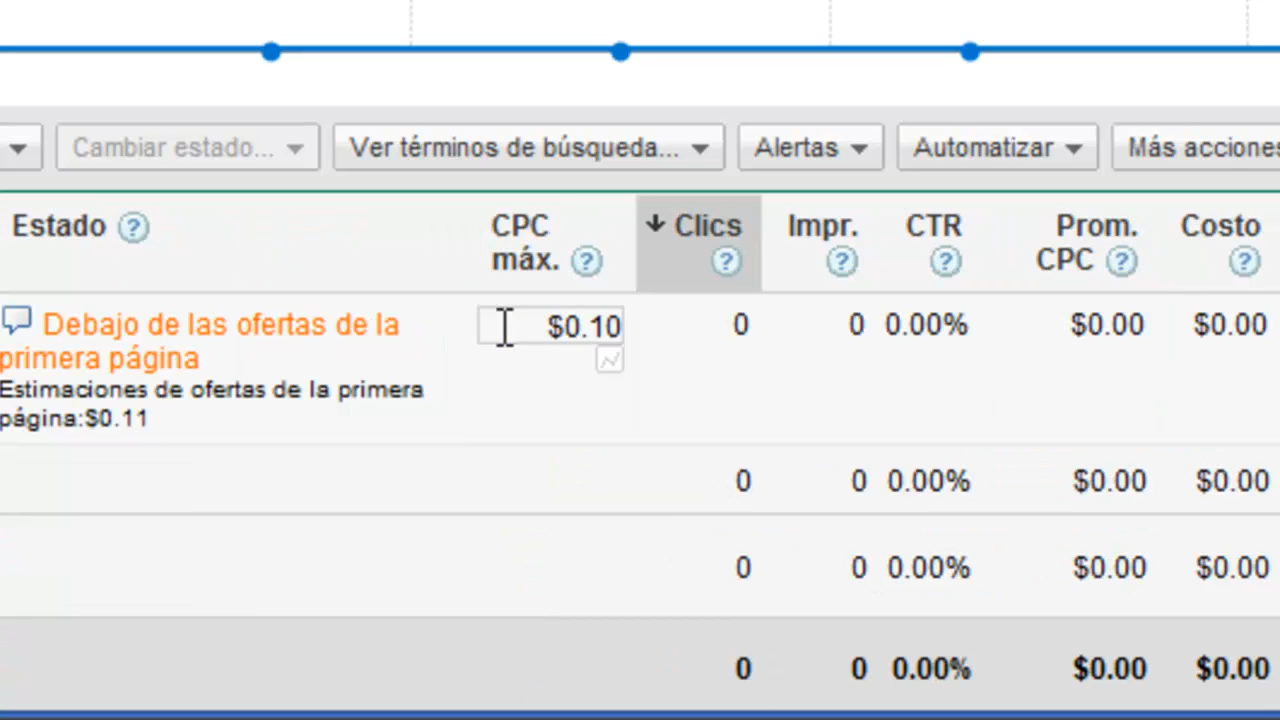 Cambiar estado... Ver términos de búsqueda... Alertas Automatizar Más acciones
Estado ? CPC Clics Impr. CTR Prom. Costo
máx. ? ? ? ? CPC ? ?
Debajo de las ofertas de la $0.10 0 0 0.00% $0.00 $0.00
primera página
Estimaciones de ofertas de la primera
página:$0.11
0 0 0.00% $0.00 $0.00
0 0 0.00% $0.00 $0.00
0 0 0.00% $0.00 $0.00